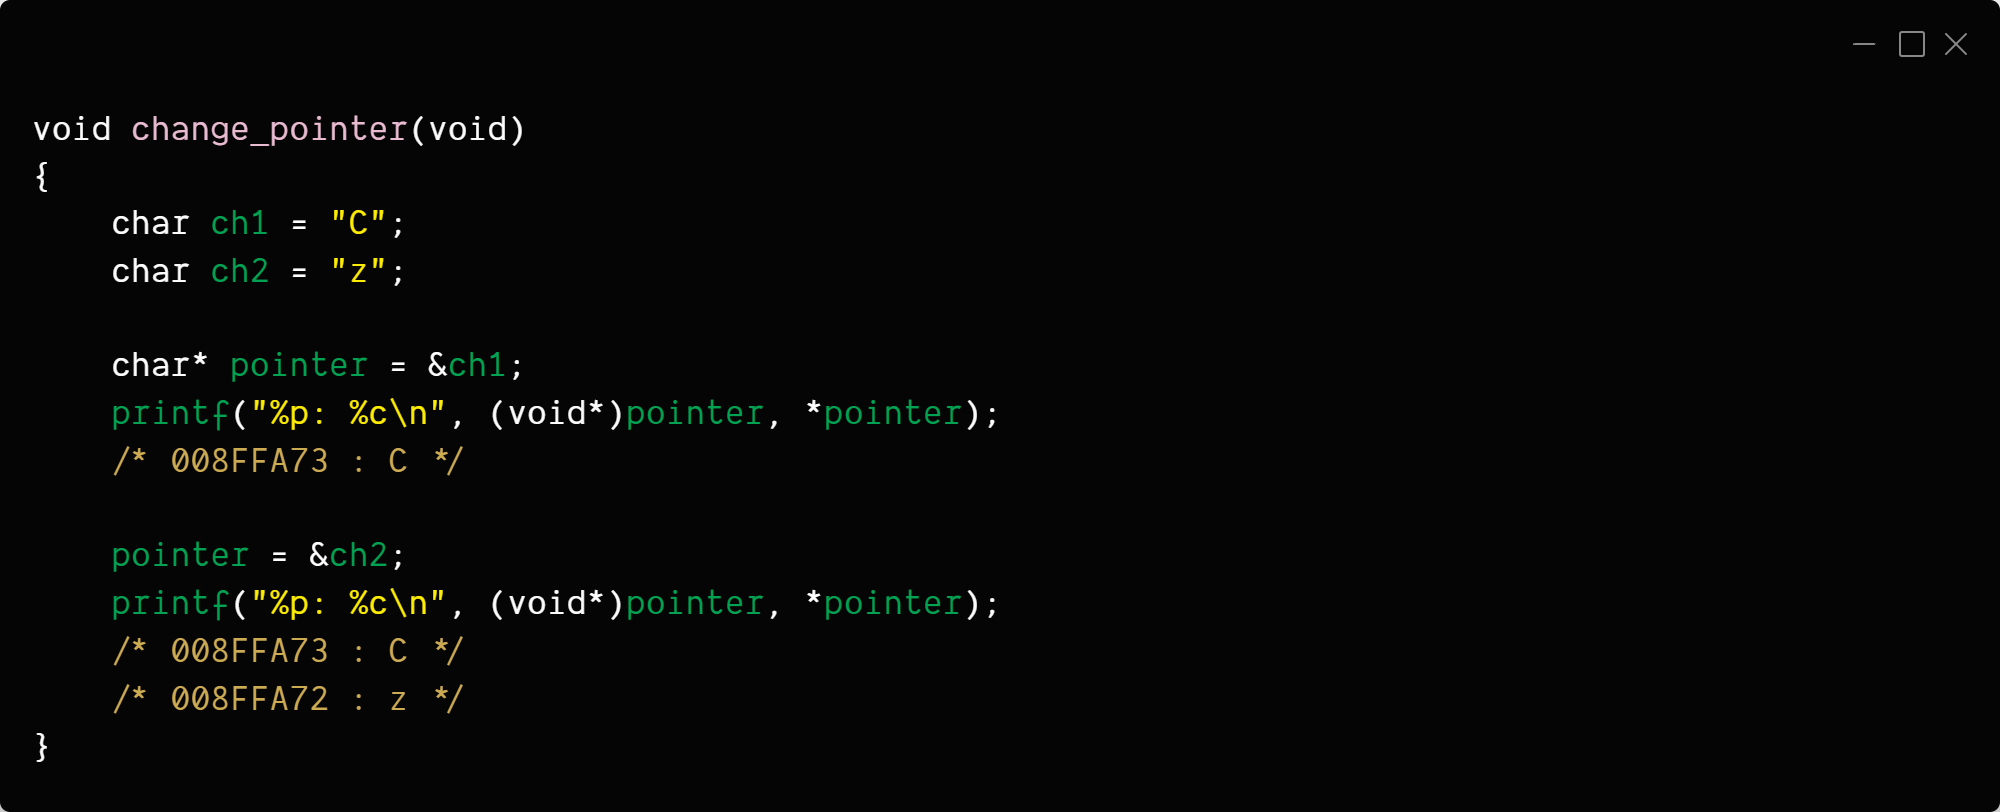 void change_pointer(void)
{
    char ch1 = "C";
    char ch2 = "z";

    char* pointer = &ch1;
    printf("%p: %c\n", (void*)pointer, *pointer);
    /* 008FFA73 : C */

    pointer = &ch2;
    printf("%p: %c\n", (void*)pointer, *pointer);
    /* 008FFA73 : C */
    /* 008FFA72 : z */
}